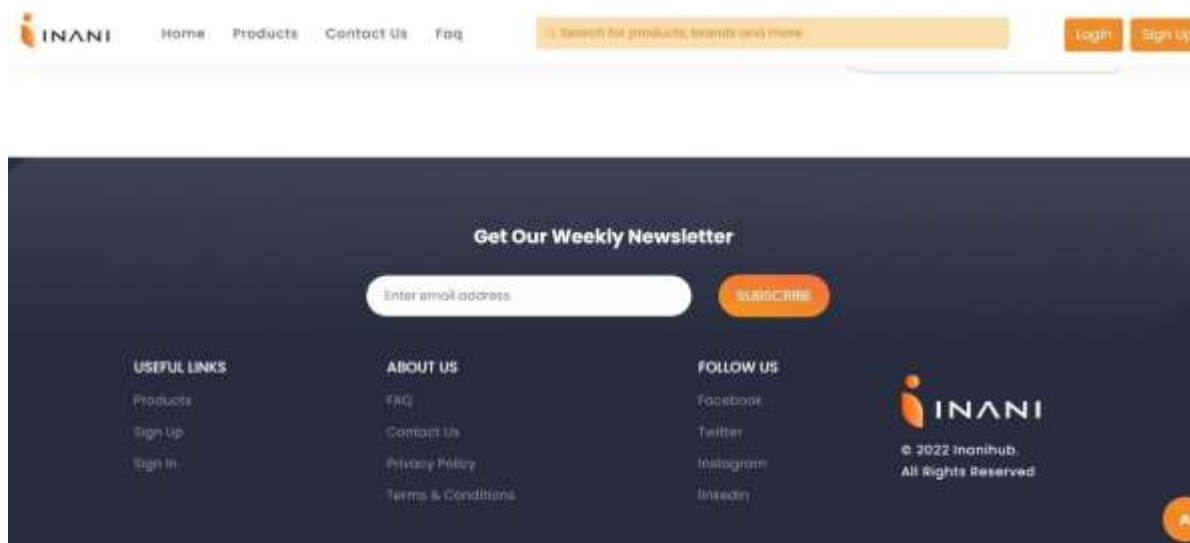 INANI
Home Products Contact Us Faq
Search for products, brands and more
Login Sign Up
Get Our Weekly Newsletter
Enter email address
SUBSCRIBE
USEFUL LINKS
Products
Sign Up
Sign In
ABOUT US
FAQ
Contact Us
Privacy Policy
Terms & Conditions
FOLLOW US
Facebook
Twitter
Instagram
linkedin
INANI
© 2022 Inanihub.
All Rights Reserved